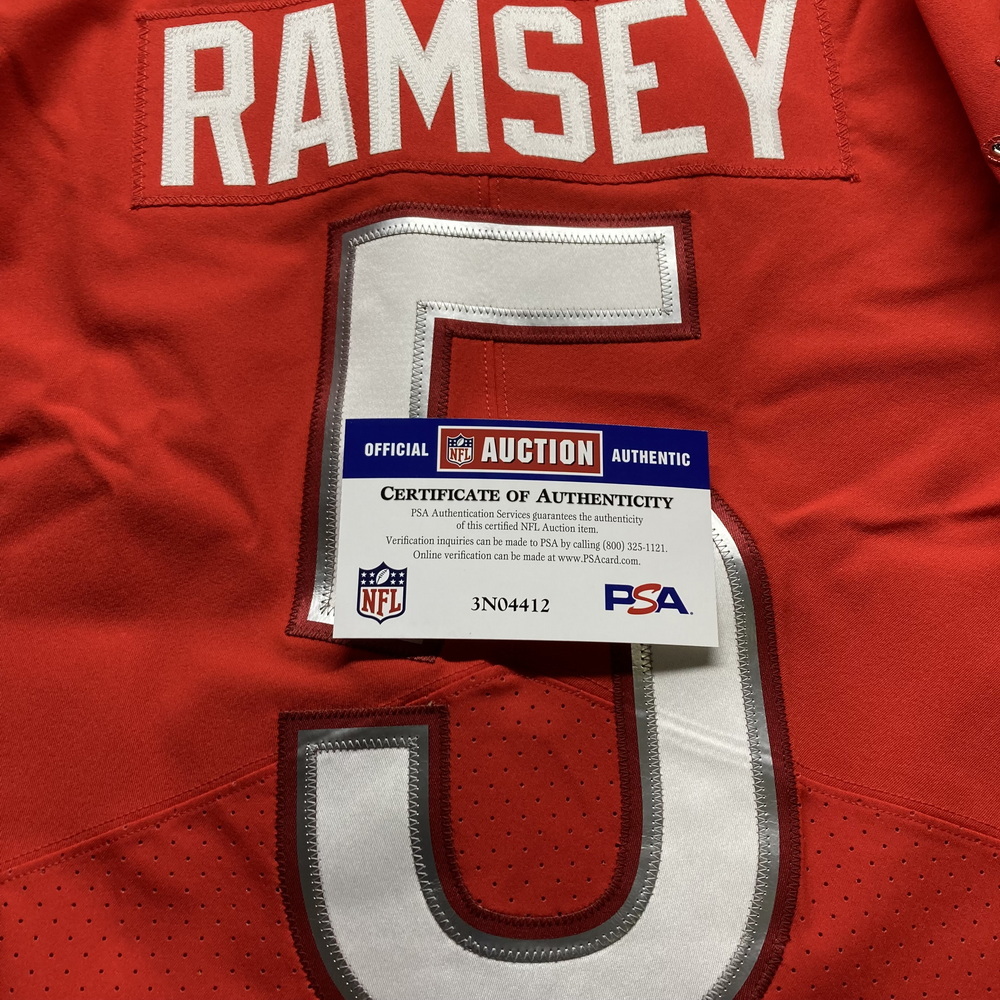 RAMSEY
5
OFFICIAL NFL AUCTION AUTHENTIC
CERTIFICATE OF AUTHENTICITY
PSA Authentication Services guarantees the authenticity
of this certified NFL Auction item.
Verification inquiries can be made to PSA by calling (800) 325-1121.
Online verification can be made at www.PSAcard.com.
NFL 3N04412 PSA